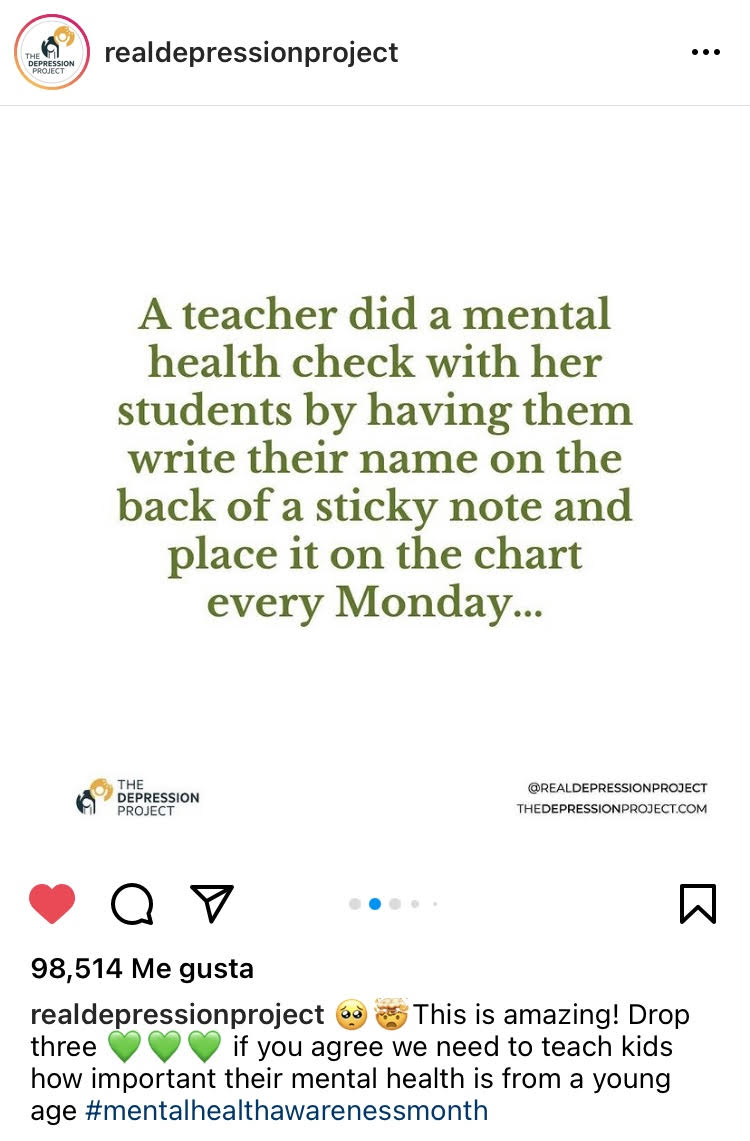 THE
DEPRESSION
PROJECT
realdepressionproject
A teacher did a mental
health check with her
students by having them
write their name on the
back of a sticky note and
place it on the chart
every Monday...
THE
DEPRESSION
PROJECT
@REALDEPRESSIONPROJECT
THEDEPRESSIONPROJECT.COM
98,514 Me gusta
realdepressionproject 🥺🤯This is amazing! Drop
three 💚💚💚 if you agree we need to teach kids
how important their mental health is from a young
age #mentalhealthawarenessmonth